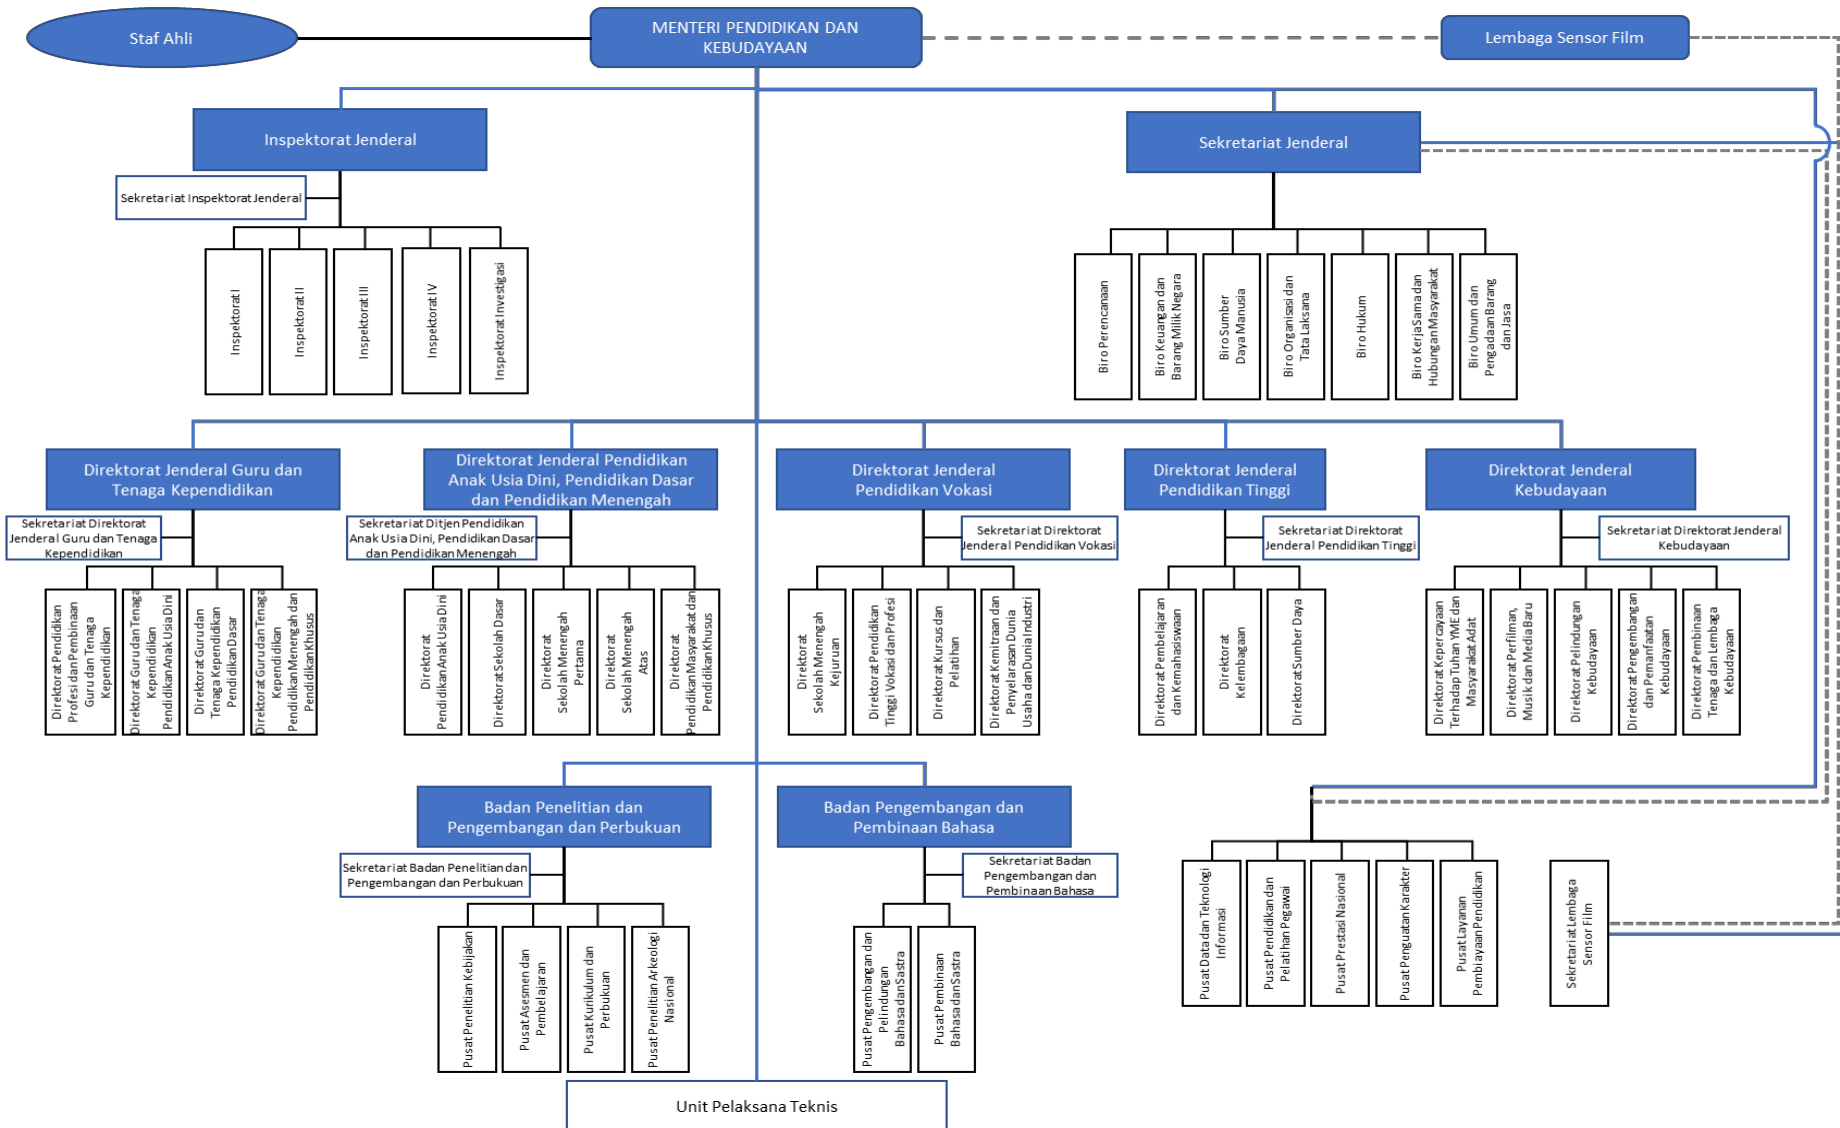 Staf Ahli
MENTERI PENDIDIKAN DAN
KEBUDAYAAN
Lembaga Sensor Film
Inspektorat Jenderal
Sekretariat Jenderal
Sekretariat Inspektorat Jenderal
Inspektorat I
Inspektorat II
Inspektorat III
Inspektorat IV
Inspektorat Investigasi
Biro Perencanaan
Biro Keuangan dan
Barang Milik Negara
Biro Sumber
Daya Manusia
Biro Organisasi dan
Tata Laksana
Biro Hukum
Biro Kerja Sama dan
Hubungan Masyarakat
Biro Umum dan
Pengadaan Barang
dan Jasa
Direktorat Jenderal Guru dan
Tenaga Kependidikan
Direktorat Jenderal Pendidikan
Anak Usia Dini, Pendidikan Dasar
dan Pendidikan Menengah
Direktorat Jenderal
Pendidikan Vokasi
Direktorat Jenderal
Pendidikan Tinggi
Direktorat Jenderal
Kebudayaan
Sekretariat Direktorat
Jenderal Guru dan Tenaga
Kependidikan
Sekretariat Ditjen Pendidikan
Anak Usia Dini, Pendidikan Dasar
dan Pendidikan Menengah
Sekretariat Direktorat
Jenderal Pendidikan Vokasi
Sekretariat Direktorat
Jenderal Pendidikan Tinggi
Sekretariat Direktorat Jenderal
Kebudayaan
Direktorat Pendidikan
Profesi dan Pembinaan
Guru dan Tenaga
Kependidikan
Direktorat Guru dan Tenaga
Kependidikan
Pendidikan Anak Usia Dini
Direktorat Guru dan
Tenaga Kependidikan
Pendidikan Dasar
Direktorat Guru dan Tenaga
Kependidikan
Pendidikan Menengah dan
Pendidikan Khusus
Direktorat
Pendidikan Anak Usia Dini
Direktorat Sekolah Dasar
Direktorat
Sekolah Menengah
Pertama
Direktorat
Sekolah Menengah
Atas
Direktorat
Pendidikan Masyarakat dan
Pendidikan Khusus
Direktorat
Sekolah Menengah
Kejuruan
Direktorat Pendidikan
Tinggi Vokasi dan Profesi
Direktorat Kursus dan
Pelatihan
Direktorat Kemitraan dan
Penyelarasan Dunia
Usaha dan Dunia Industri
Direktorat Pembelajaran
dan Kemahasiswaan
Direktorat
Kelembagaan
Direktorat Sumber Daya
Direktorat Kepercayaan
Terhadap Tuhan YME dan
Masyarakat Adat
Direktorat Perfilman,
Musik dan Media Baru
Direktorat Pelindungan
Kebudayaan
Direktorat Pengembangan
dan Pemanfaatan
Kebudayaan
Direktorat Pembinaan
Tenaga dan Lembaga
Kebudayaan
Badan Penelitian dan
Pengembangan dan Perbukuan
Badan Pengembangan dan
Pembinaan Bahasa
Sekretariat Badan Penelitian dan
Pengembangan dan Perbukuan
Sekretariat Badan
Pengembangan dan
Pembinaan Bahasa
Pusat Penelitian Kebijakan
Pusat Asesmen dan
Pembelajaran
Pusat Kurikulum dan
Perbukuan
Pusat Penelitian Arkeologi
Nasional
Pusat Pengembangan dan
Pelindungan
Bahasa dan Sastra
Pusat Pembinaan
Bahasa dan Sastra
Pusat Data dan Teknologi
Informasi
Pusat Pendidikan dan
Pelatihan Pegawai
Pusat Prestasi Nasional
Pusat Penguatan Karakter
Pusat Layanan
Pembiayaan Pendidikan
Sekretariat Lembaga
Sensor Film
Unit Pelaksana Teknis